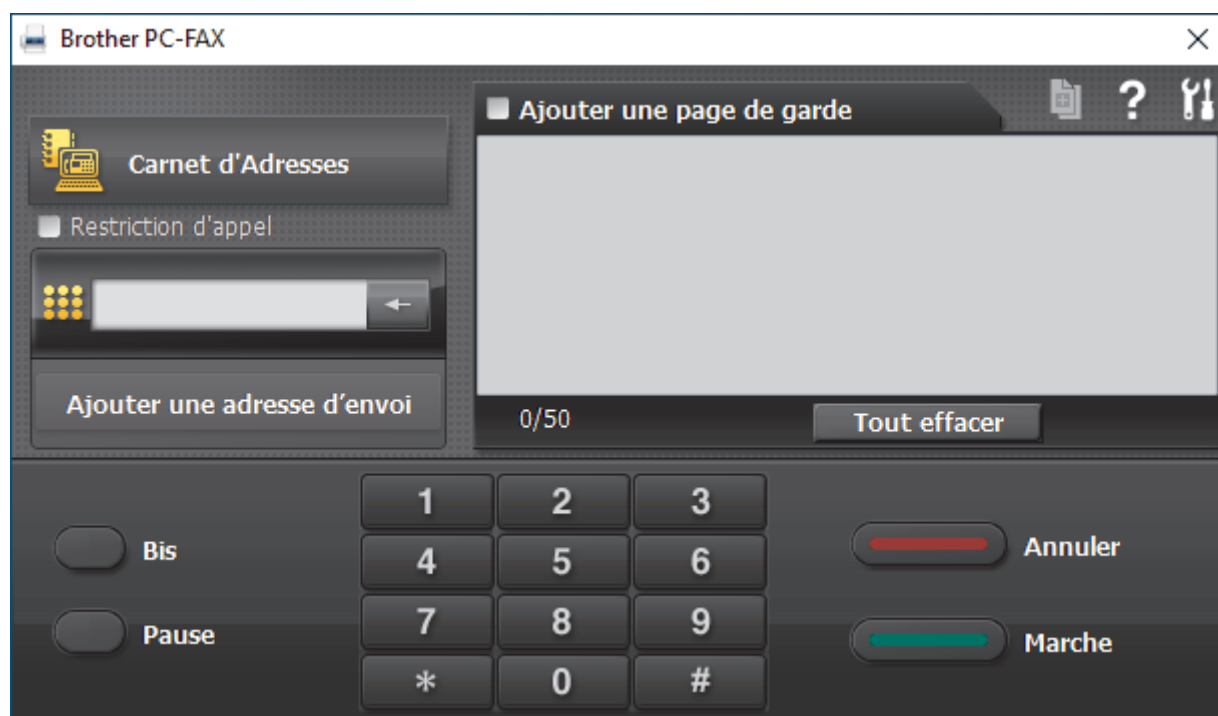 Brother PC-FAX
Ajouter une page de garde
?
Carnet d'Adresses
Restriction d'appel
Ajouter une adresse d’envoi
0/50
Tout effacer
1 2 3
4 5 6
7 8 9
* 0 #
Bis
Pause
Annuler
Marche